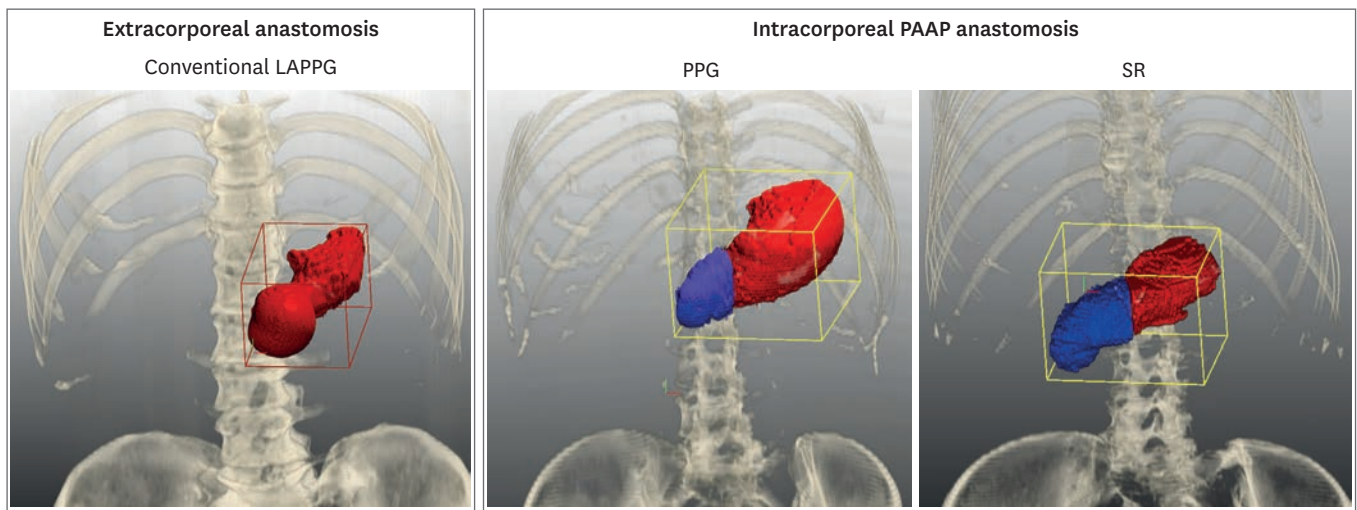 Extracorporeal anastomosis
Conventional LAPPG
Intracorporeal PAAP anastomosis
PPG
SR